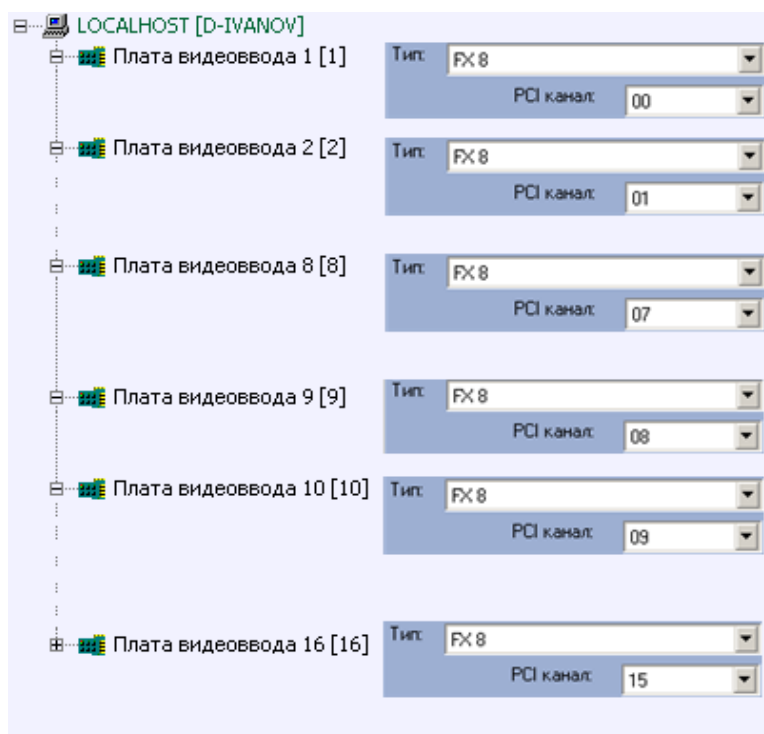 LOCALHOST [D-IVANOV]
Плата видеоввода 1 [1] Тип: FX 8
PCI канал: 00
Плата видеоввода 2 [2] Тип: FX 8
PCI канал: 01
Плата видеоввода 8 [8] Тип: FX 8
PCI канал: 07
Плата видеоввода 9 [9] Тип: FX 8
PCI канал: 08
Плата видеоввода 10 [10] Тип: FX 8
PCI канал: 09
Плата видеоввода 16 [16] Тип: FX 8
PCI канал: 15